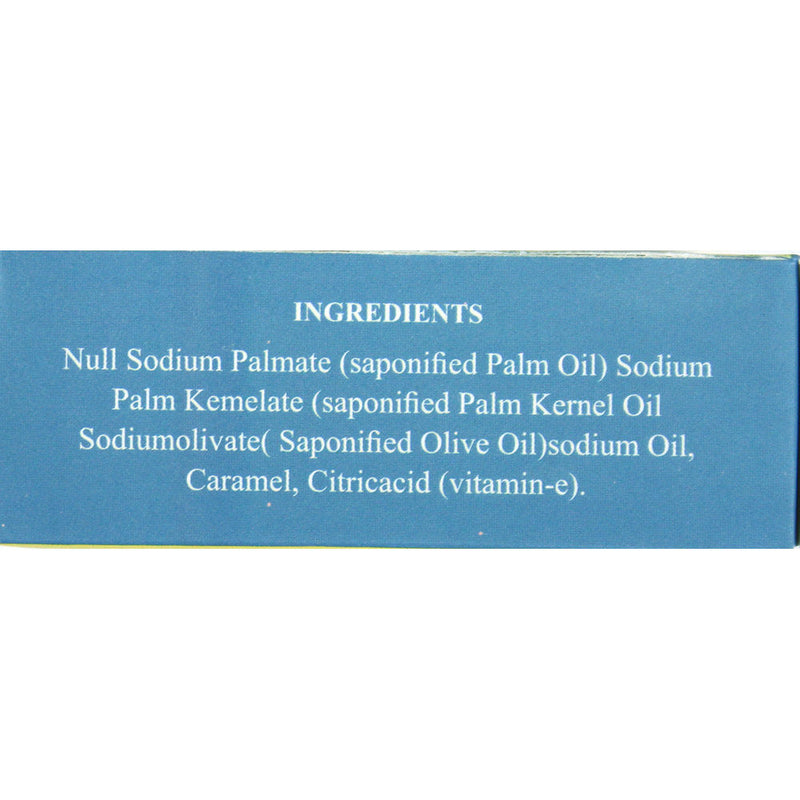 INGREDIENTS
Null Sodium Palmate (saponified Palm Oil) Sodium
Palm Kemelate (saponified Palm Kernel Oil
Sodiumolivate( Saponified Olive Oil)sodium Oil,
Caramel, Citricacid (vitamin-e).